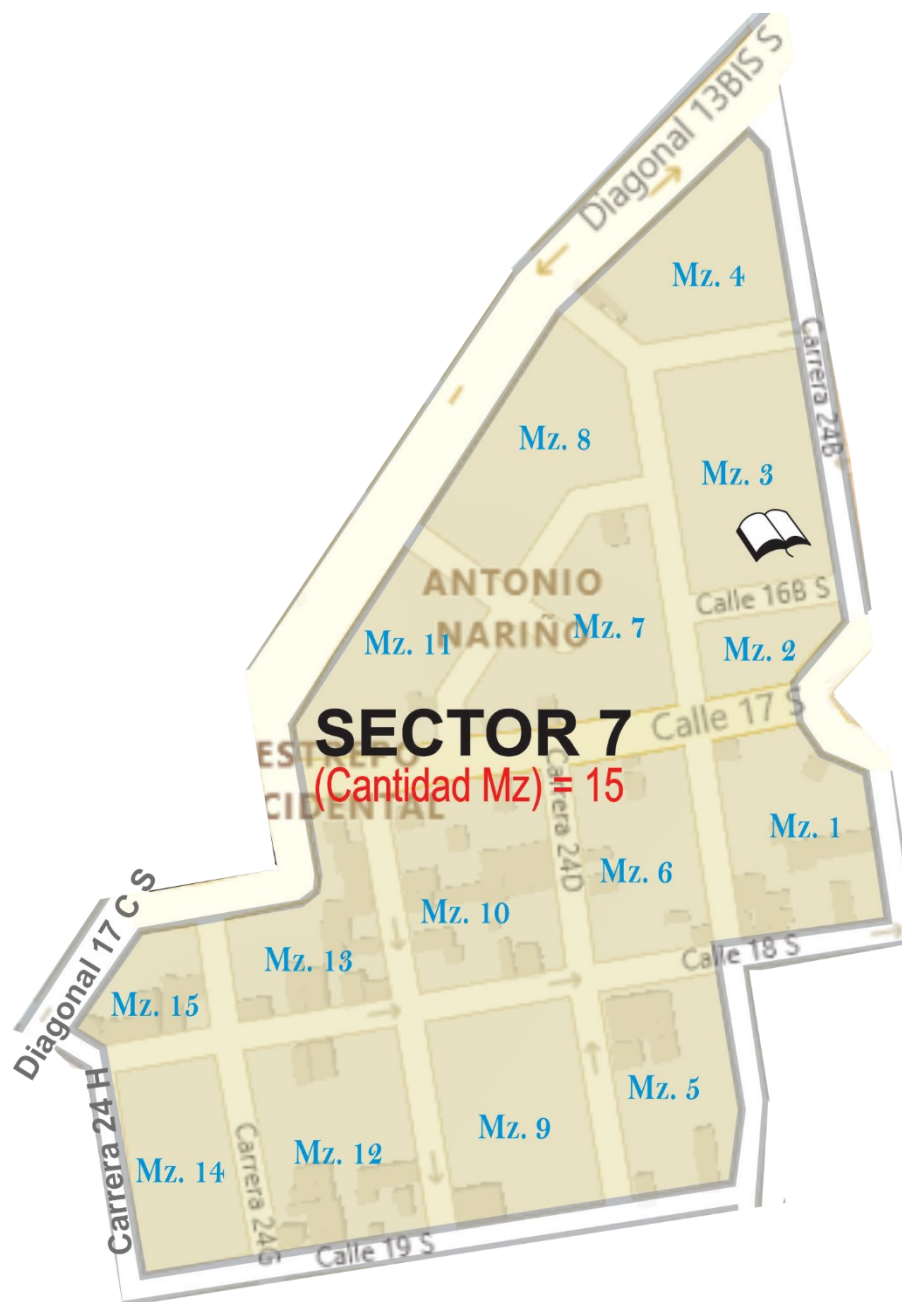 Diagonal 13BIS S
Mz. 4
Carrera 24B
Mz. 8
Mz. 3
ANTONIO
NARIÑO
Calle 16B S
Mz. 11
Mz. 7
Mz. 2
Calle 17 S
SECTOR 7
ESTREPO
(Cantidad Mz) = 15
CIDENTAL
Carrera 24D
Mz. 1
Mz. 6
Mz. 10
Calle 18 S
Mz. 13
Diagonal 17 C S
Mz. 15
Carrera 24 H
Mz. 5
Mz. 9
Mz. 12
Mz. 14
Carrera 24G
Calle 19 S